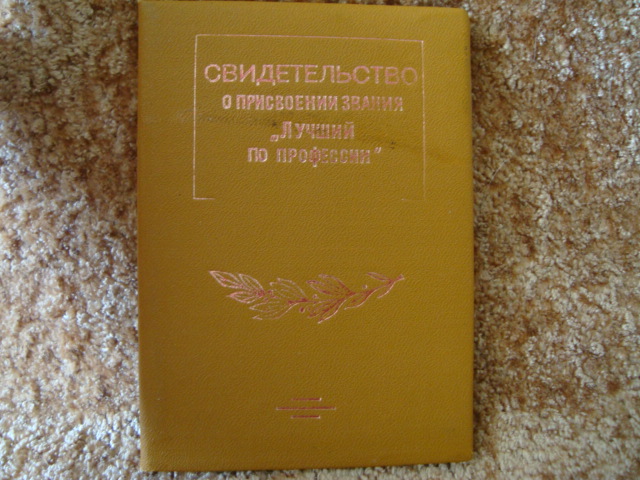 СВИДЕТЕЛЬСТВО
О ПРИСВОЕНИИ ЗВАНИЯ
„ЛУЧШИЙ
ПО ПРОФЕССИИ"